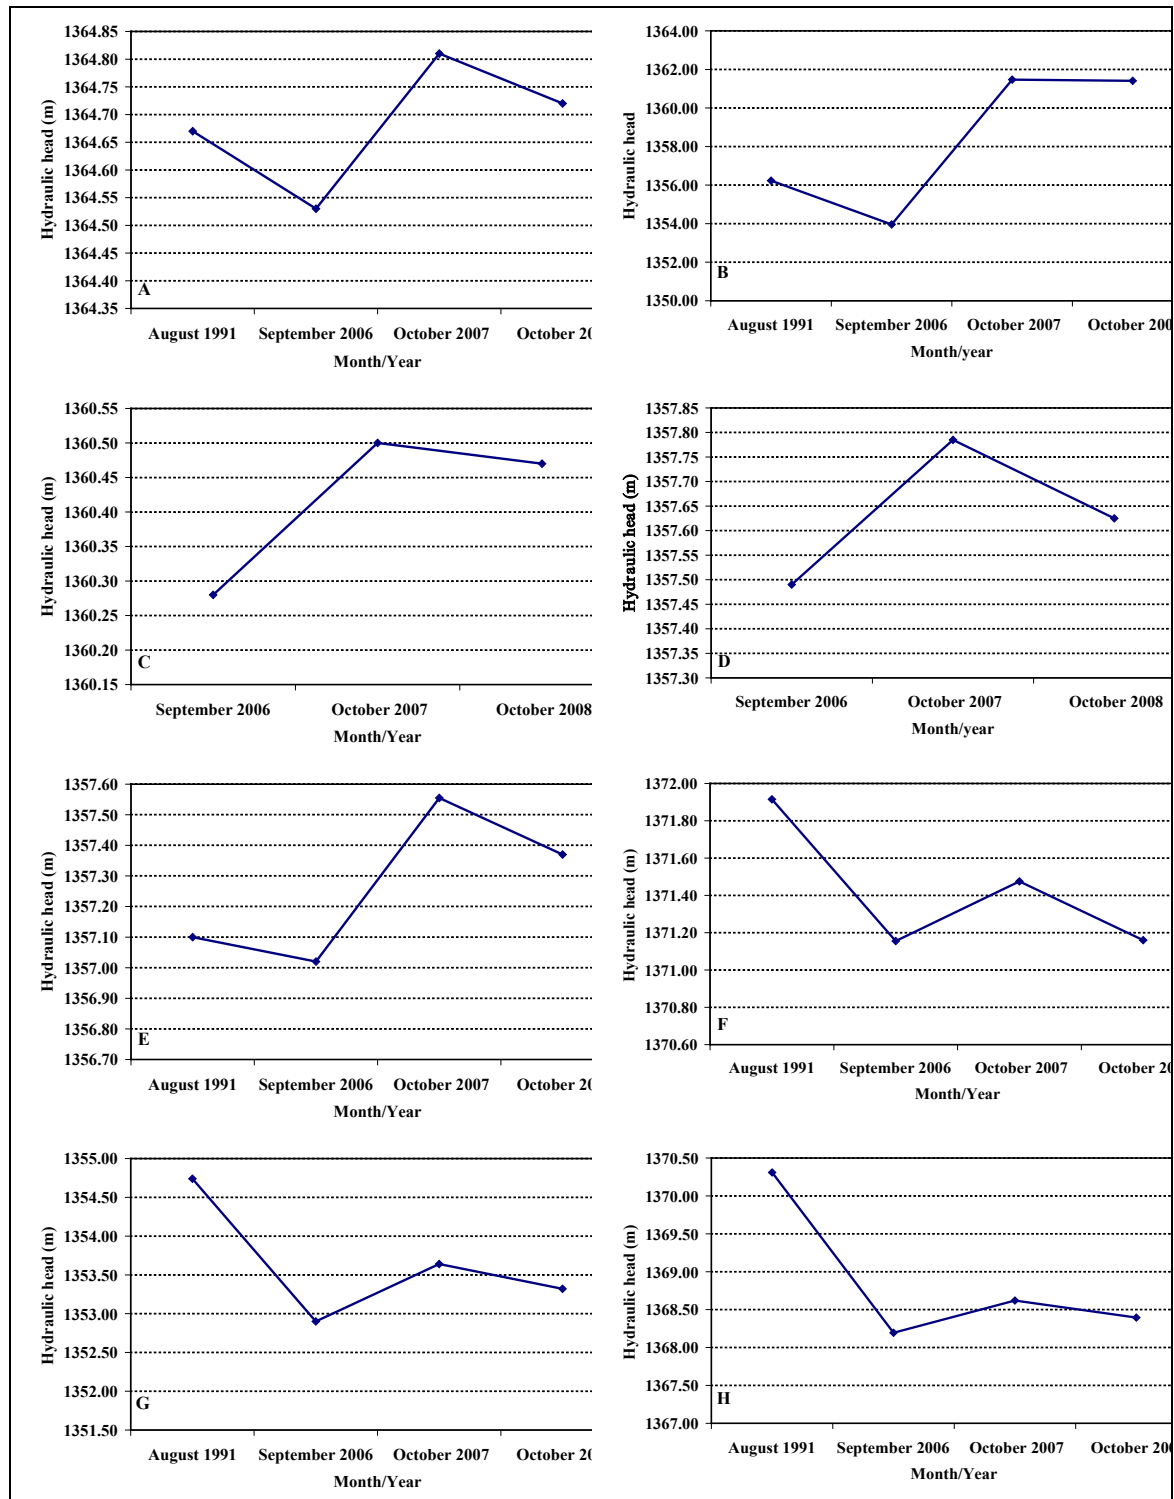 1364.85
1364.80
1364.75
1364.70
1364.65
1364.60
1364.55
1364.50
1364.45
1364.40
1364.35
Hydraulic head (m)
A
August 1991 September 2006 October 2007 October 20
Month/Year
1364.00
1362.00
1360.00
1358.00
1356.00
1354.00
1352.00
1350.00
Hydraulic head
B
August 1991 September 2006 October 2007 October 200
Month/year
1360.55
1360.50
1360.45
1360.40
1360.35
1360.30
1360.25
1360.20
1360.15
Hydraulic head (m)
C
September 2006 October 2007 October 2008
Month/Year
1357.85
1357.80
1357.75
1357.70
1357.65
1357.60
1357.55
1357.50
1357.45
1357.40
1357.35
1357.30
Hydraulic head (m)
D
September 2006 October 2007 October 2008
Month/year
1357.60
1357.50
1357.40
1357.30
1357.20
1357.10
1357.00
1356.90
1356.80
1356.70
Hydraulic head (m)
E
August 1991 September 2006 October 2007 October 20
Month/Year
1372.00
1371.80
1371.60
1371.40
1371.20
1371.00
1370.80
1370.60
Hydraulic head (m)
F
August 1991 September 2006 October 2007 October 20
Month/Year
1355.00
1354.50
1354.00
1353.50
1353.00
1352.50
1352.00
1351.50
Hydraulic head (m)
G
August 1991 September 2006 October 2007 October 20
Month/Year
1370.50
1370.00
1369.50
1369.00
1368.50
1368.00
1367.50
1367.00
Hydraulic head (m)
H
August 1991 September 2006 October 2007 October 200
Month/Year